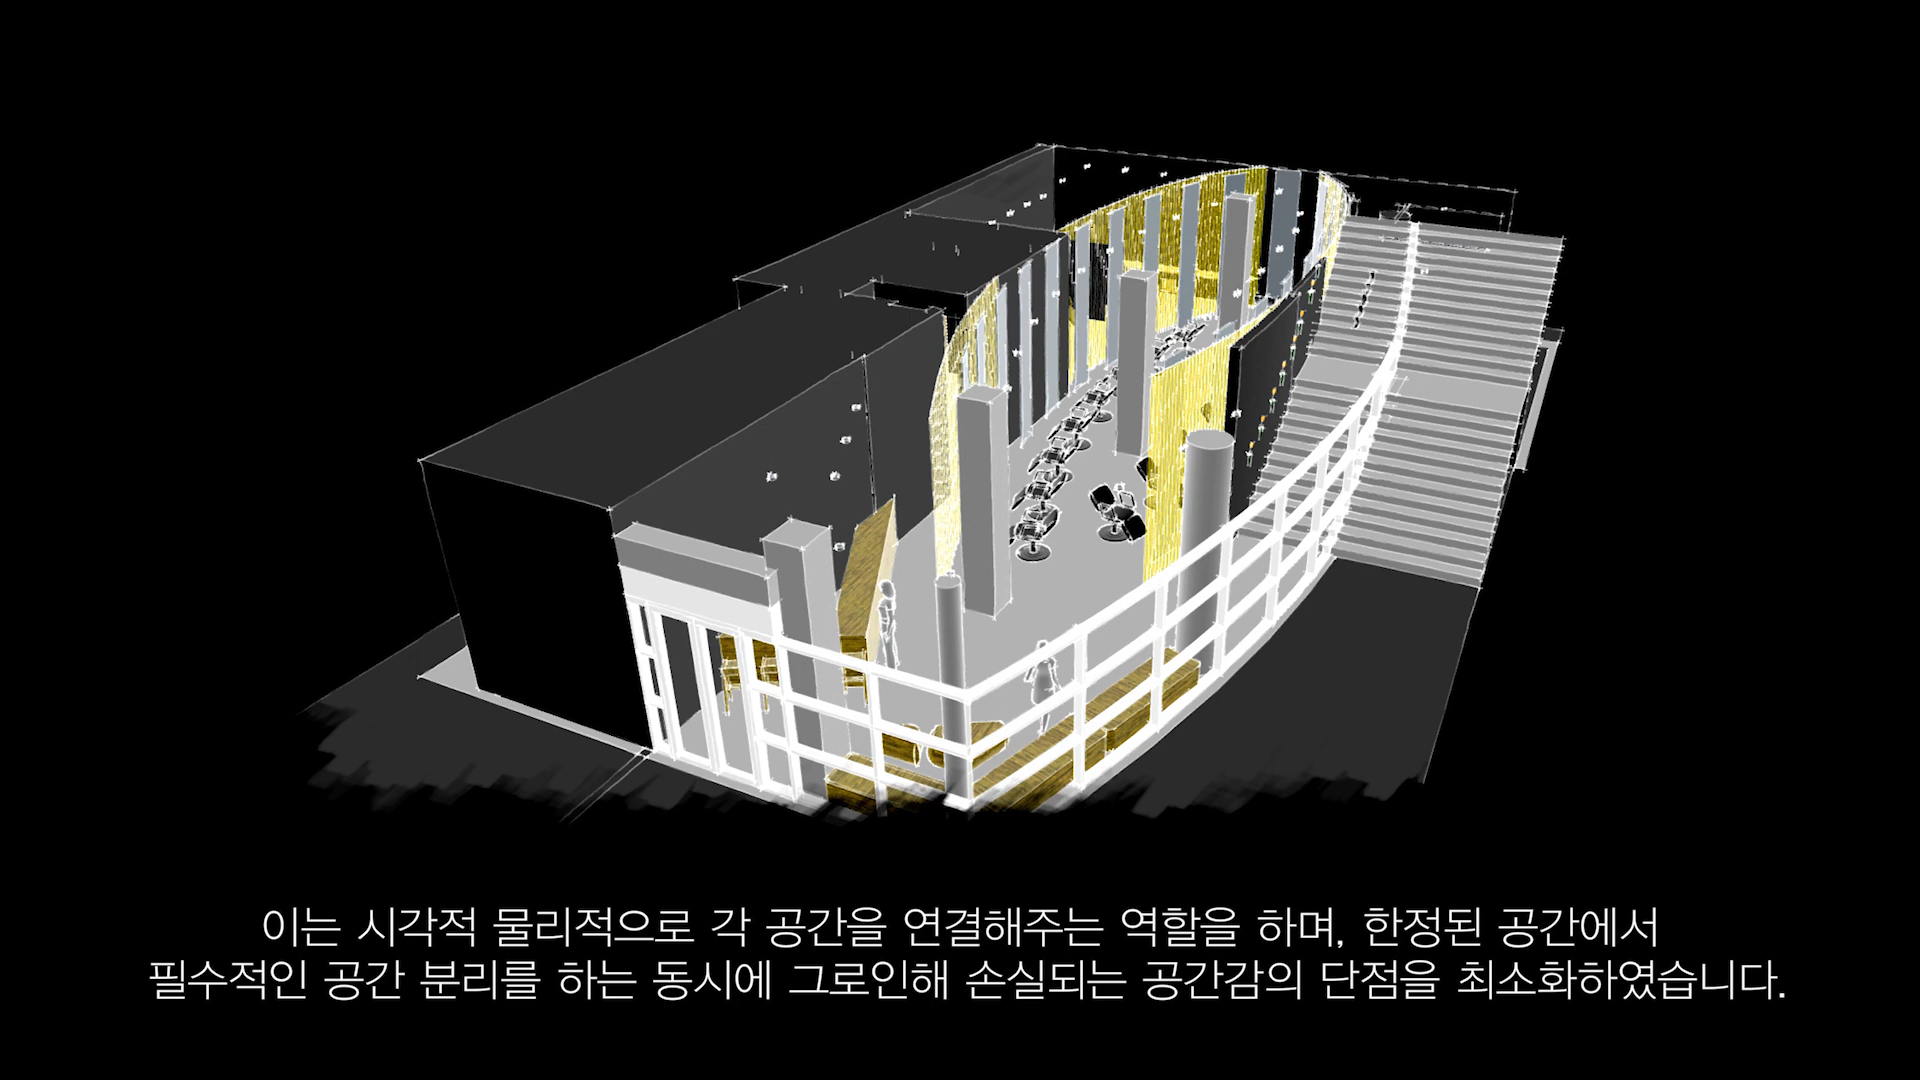 이는 시각적 물리적으로 각 공간을 연결해주는 역할을 하며, 한정된 공간에서
필수적인 공간 분리를 하는 동시에 그로인해 손실되는 공간감의 단점을 최소화하였습니다.